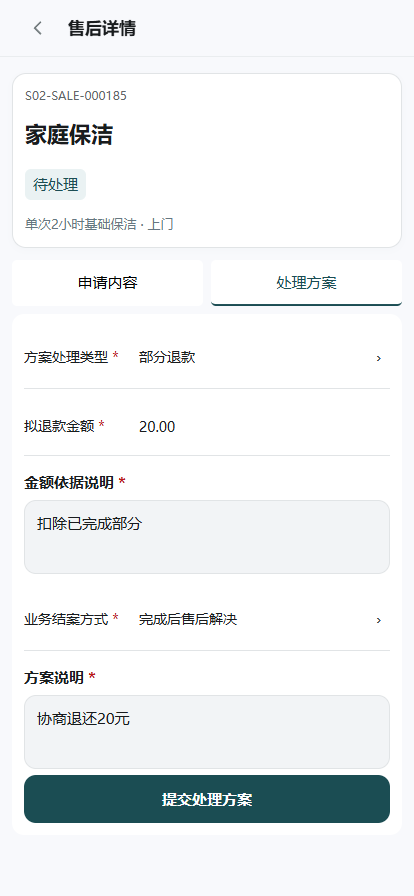 售后详情
S02-SALE-000185
家庭保洁
待处理
单次2小时基础保洁 · 上门
申请内容
处理方案
方案处理类型 * 部分退款 ›
拟退款金额 * 20.00
金额依据说明 *
扣除已完成部分
业务结案方式 * 完成后售后解决 ›
方案说明 *
协商退还20元
提交处理方案